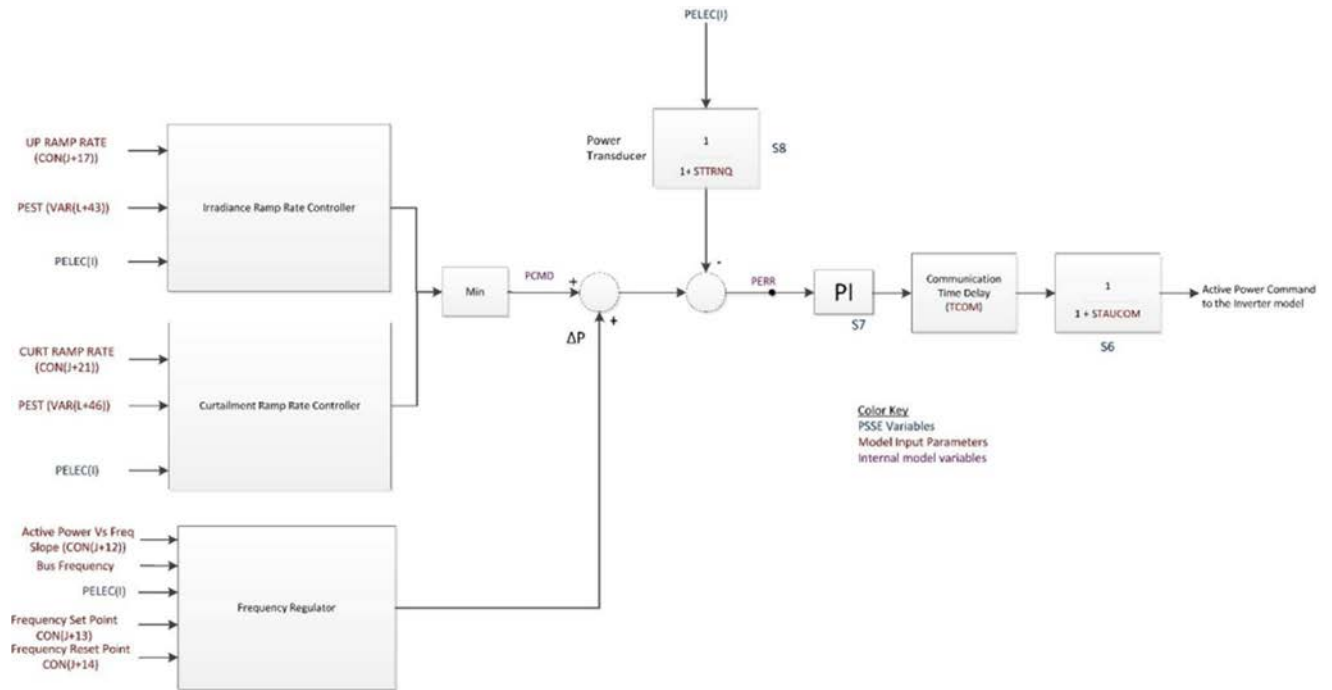 PELEC(I)
Power
Transducer
1
1+ STTRNQ
S8
UP RAMP RATE
(CON(J+17))
PEST (VAR(L+43))
PELEC(I)
Irradiance Ramp Rate Controller
Min
PCMD
+
+
ΔP
-
PERR
PI
S7
Communication
Time Delay
(TCOM)
1
1 + STAUCOM
S6
Active Power Command
to the Inverter model
CURT RAMP RATE
(CON(J+21))
PEST (VAR(L+46))
PELEC(I)
Curtailment Ramp Rate Controller
Color Key
PSSE Variables
Model Input Parameters
Internal model variables
Active Power Vs Freq
Slope (CON(J+12))
Bus Frequency
PELEC(I)
Frequency Set Point
CON(J+13)
Frequency Reset Point
CON(J+14)
Frequency Regulator